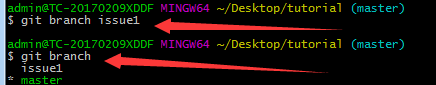 admin@TC-20170209XDDF MINGW64 ~/Desktop/tutorial (master)
$ git branch issue1
admin@TC-20170209XDDF MINGW64 ~/Desktop/tutorial (master)
$ git branch
issue1
* master